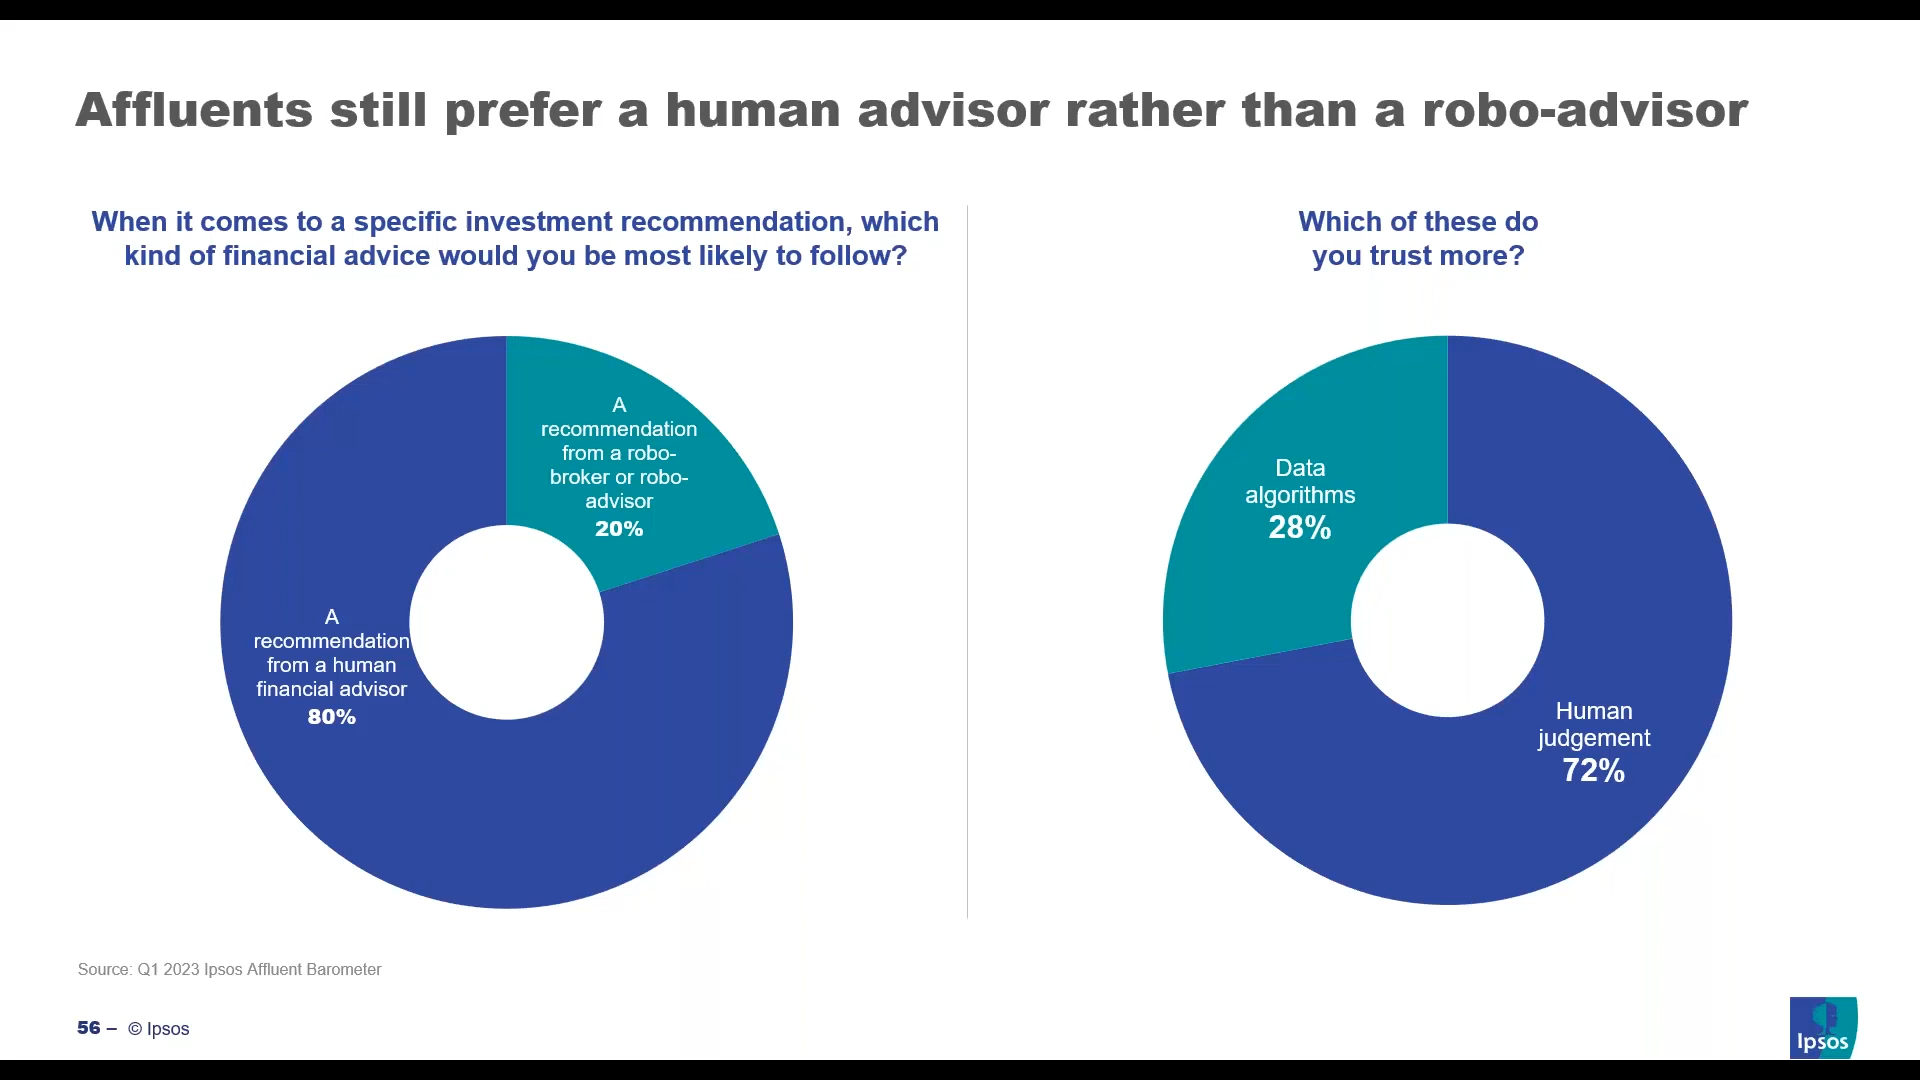 Affluents still prefer a human advisor rather than a robo-advisor
When it comes to a specific investment recommendation, which
kind of financial advice would you be most likely to follow?
A
recommendation
from a robo-
broker or robo-
advisor
20%
A
recommendation
from a human
financial advisor
80%
Which of these do
you trust more?
Data
algorithms
28%
Human
judgement
72%
Source: Q1 2023 Ipsos Affluent Barometer
56 – © Ipsos
Ipsos